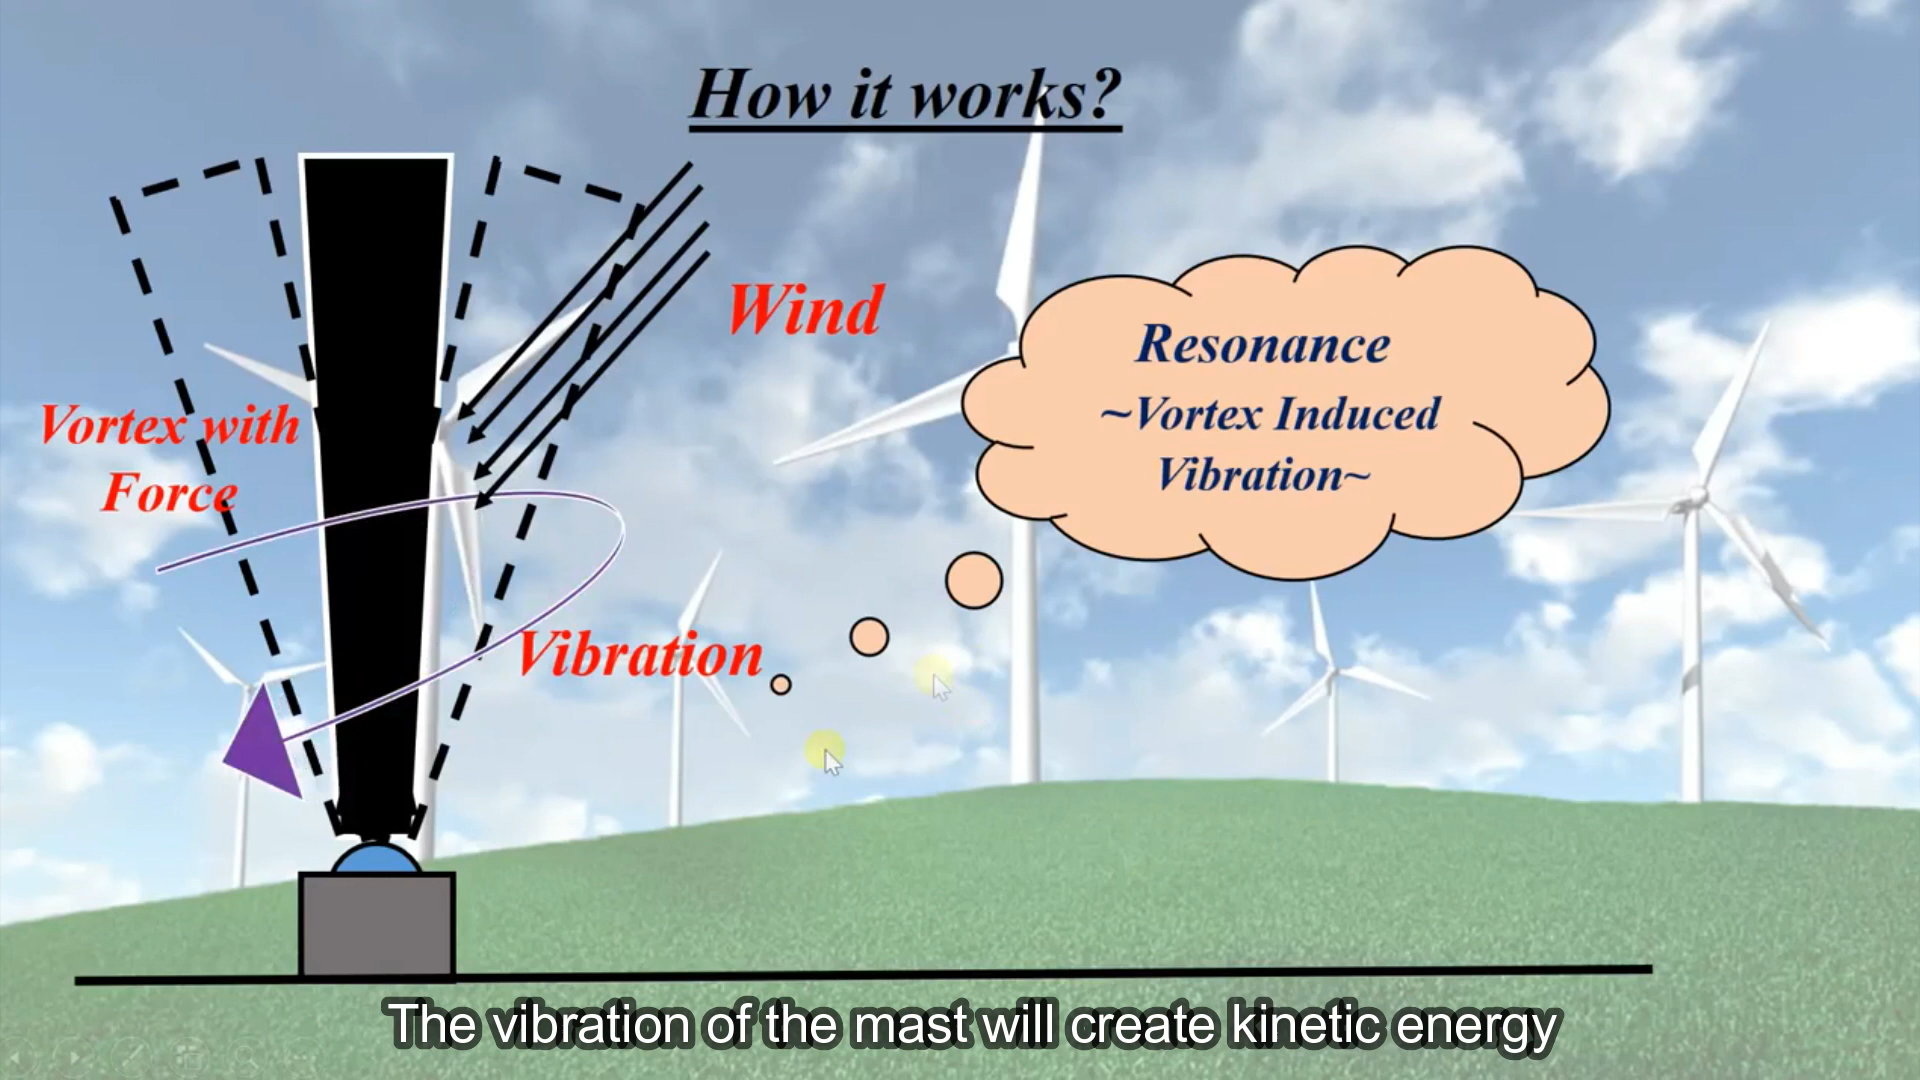 How it works?
Wind
Resonance
~Vortex Induced
Vibration~
Vortex with
Force
Vibration
The vibration of the mast will create kinetic energy